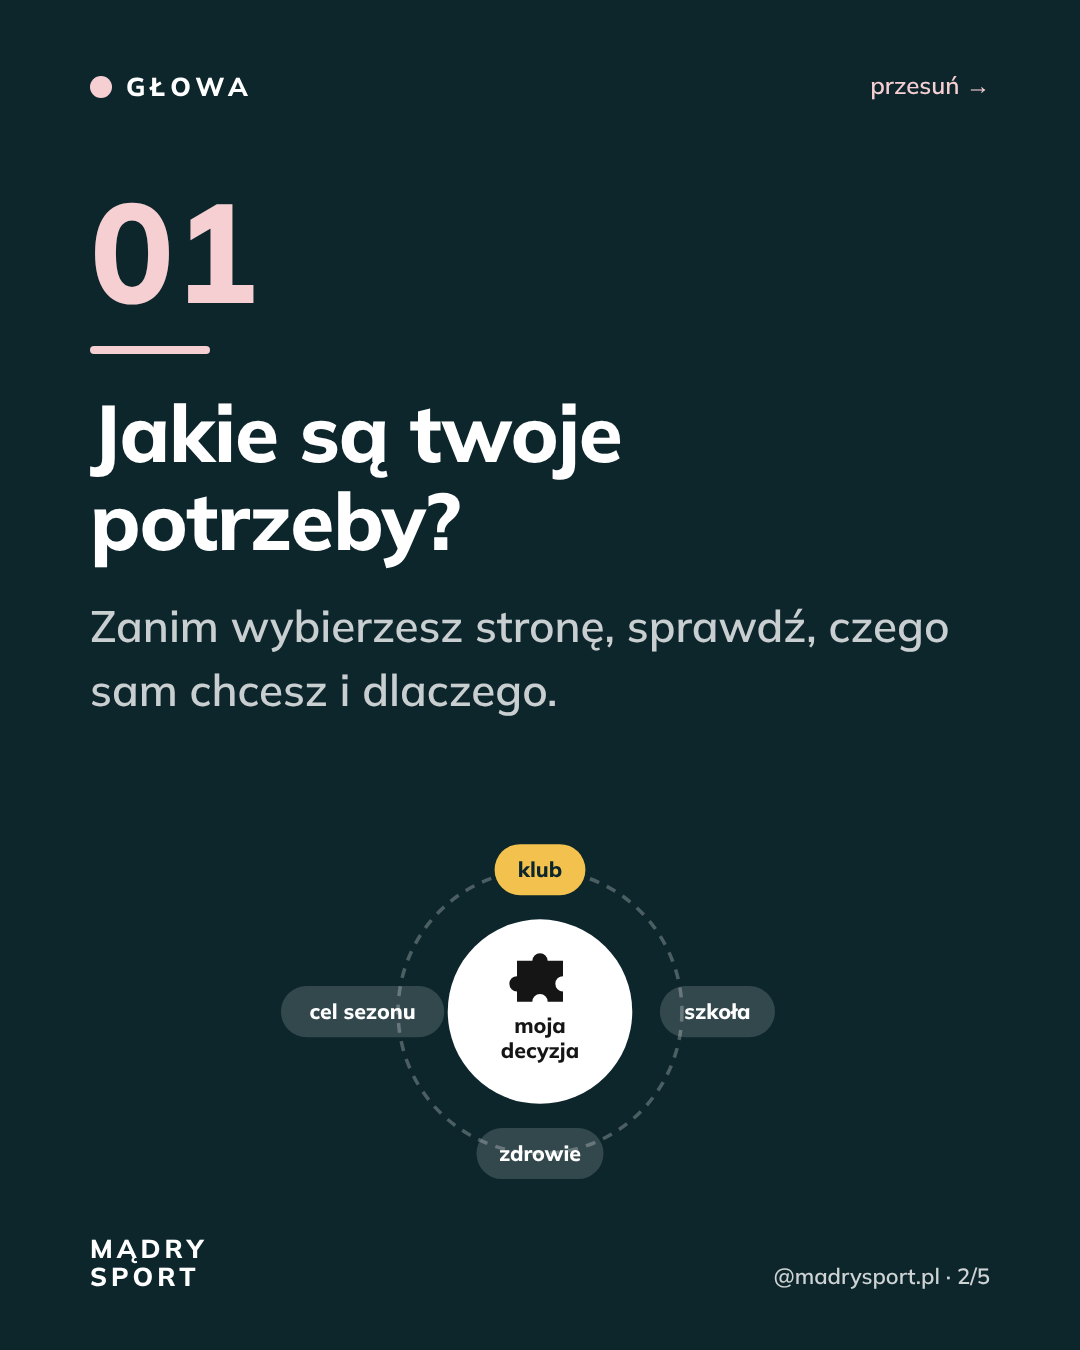 GŁOWA
przesuń →
01
Jakie są twoje
potrzeby?
Zanim wybierzesz stronę, sprawdź, czego
sam chcesz i dlaczego.
klub
cel sezonu
moja
decyzja
szkoła
zdrowie
MĄDRY
SPORT
@madrysport.pl · 2/5